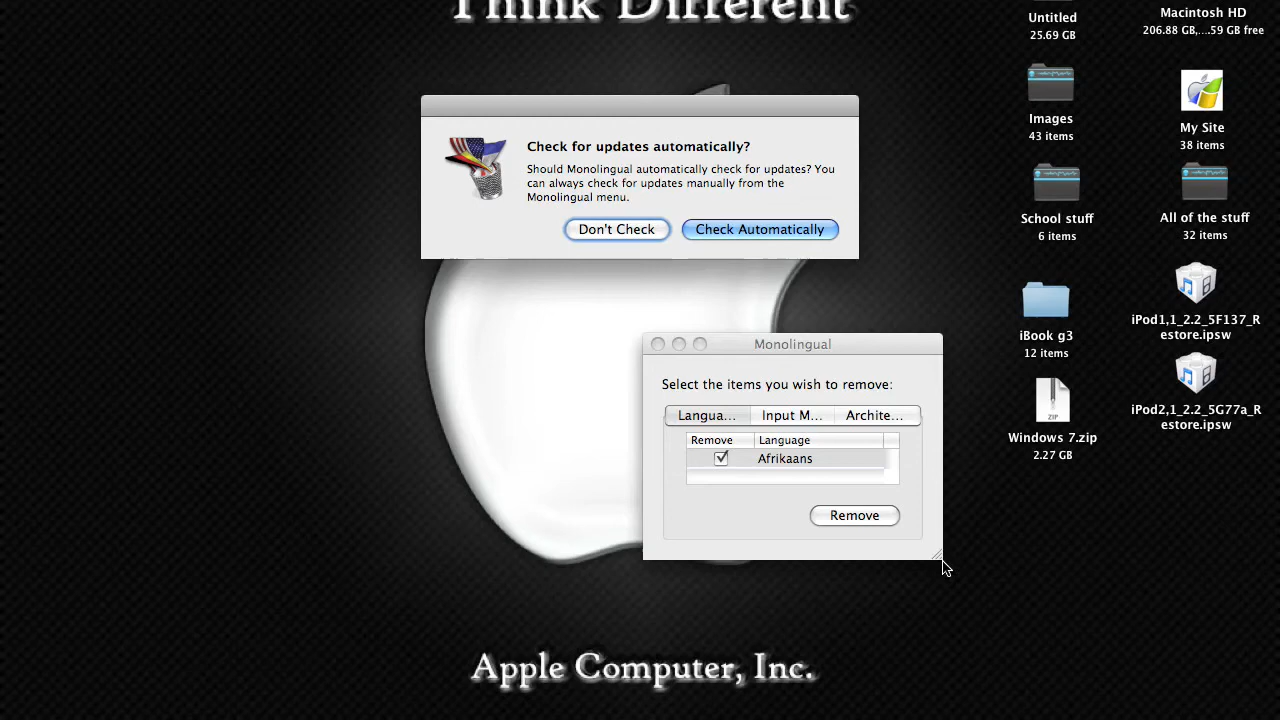 Think Different
Untitled
25.69 GB
Macintosh HD
206.88 GB,....59 GB free
Images
43 items
My Site
38 items
School stuff
6 items
All of the stuff
32 items
iBook g3
12 items
iPod1,1_2.2_5F137_R
estore.ipsw
ZIP
Windows 7.zip
2.27 GB
iPod2,1_2.2_5G77a_R
estore.ipsw
Check for updates automatically?
Should Monolingual automatically check for updates? You
can always check for updates manually from the
Monolingual menu.
Don't Check
Check Automatically
Monolingual
Select the items you wish to remove:
Langua... Input M... Archite...
Remove Language
Afrikaans
Remove
Apple Computer, Inc.